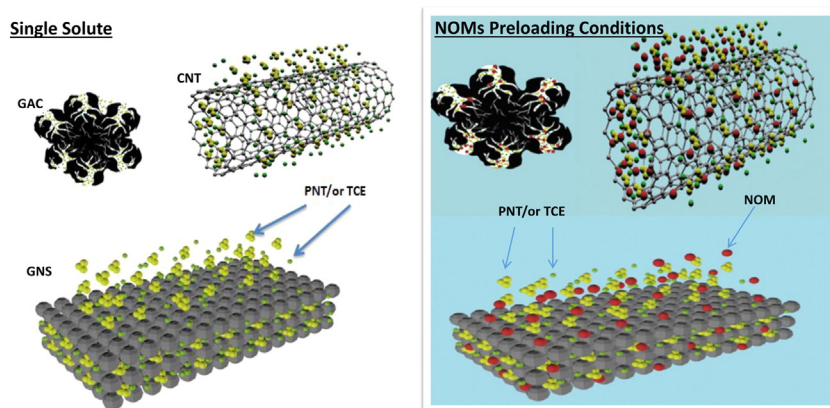 Single Solute
CNT
GAC
PNT/or TCE
GNS
NOMs Preloading Conditions
PNT/or TCE
NOM